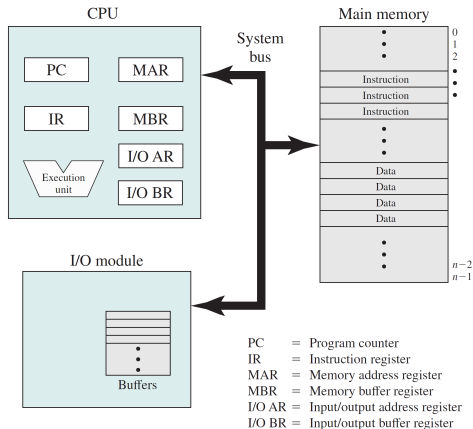 CPU
Main memory
System
bus
0
1
2
PC
MAR
Instruction
Instruction
Instruction
IR
MBR
I/O AR
Execution
unit
I/O BR
Data
Data
Data
Data
I/O module
n−2
n−1
Buffers
PC = Program counter
IR = Instruction register
MAR = Memory address register
MBR = Memory buffer register
I/O AR = Input/output address register
I/O BR = Input/output buffer register